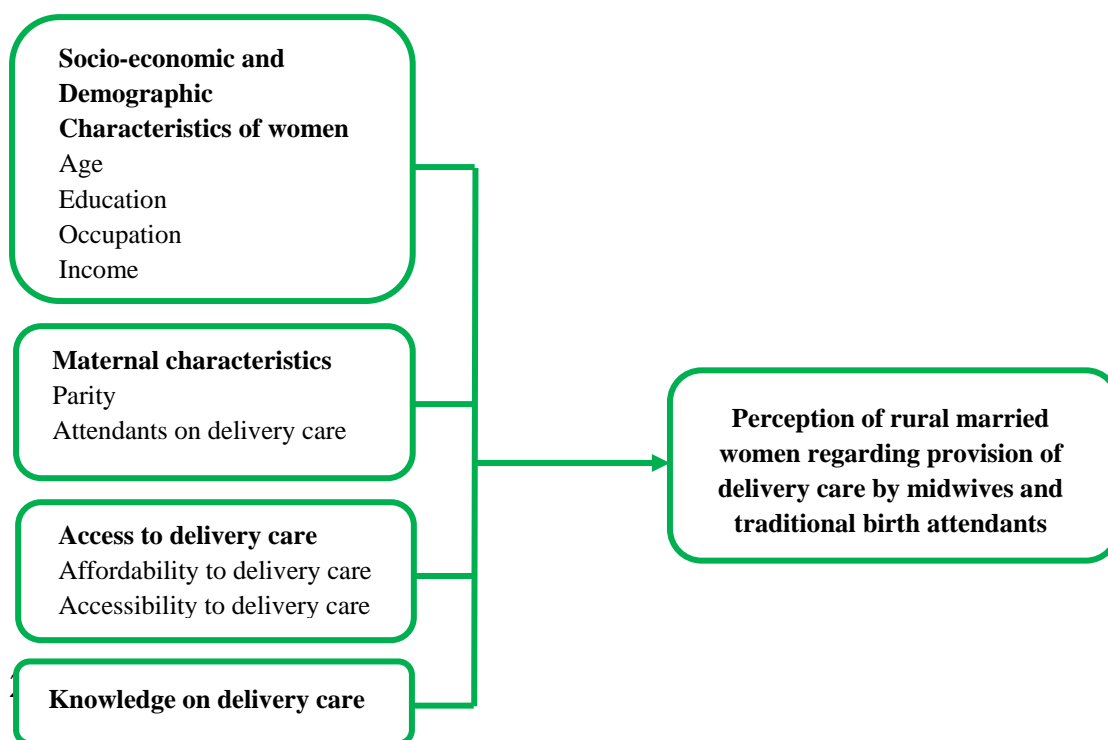 Socio-economic and
Demographic
Characteristics of women
Age
Education
Occupation
Income
Maternal characteristics
Parity
Attendants on delivery care
Access to delivery care
Affordability to delivery care
Accessibility to delivery care
Knowledge on delivery care
Perception of rural married
women regarding provision of
delivery care by midwives and
traditional birth attendants